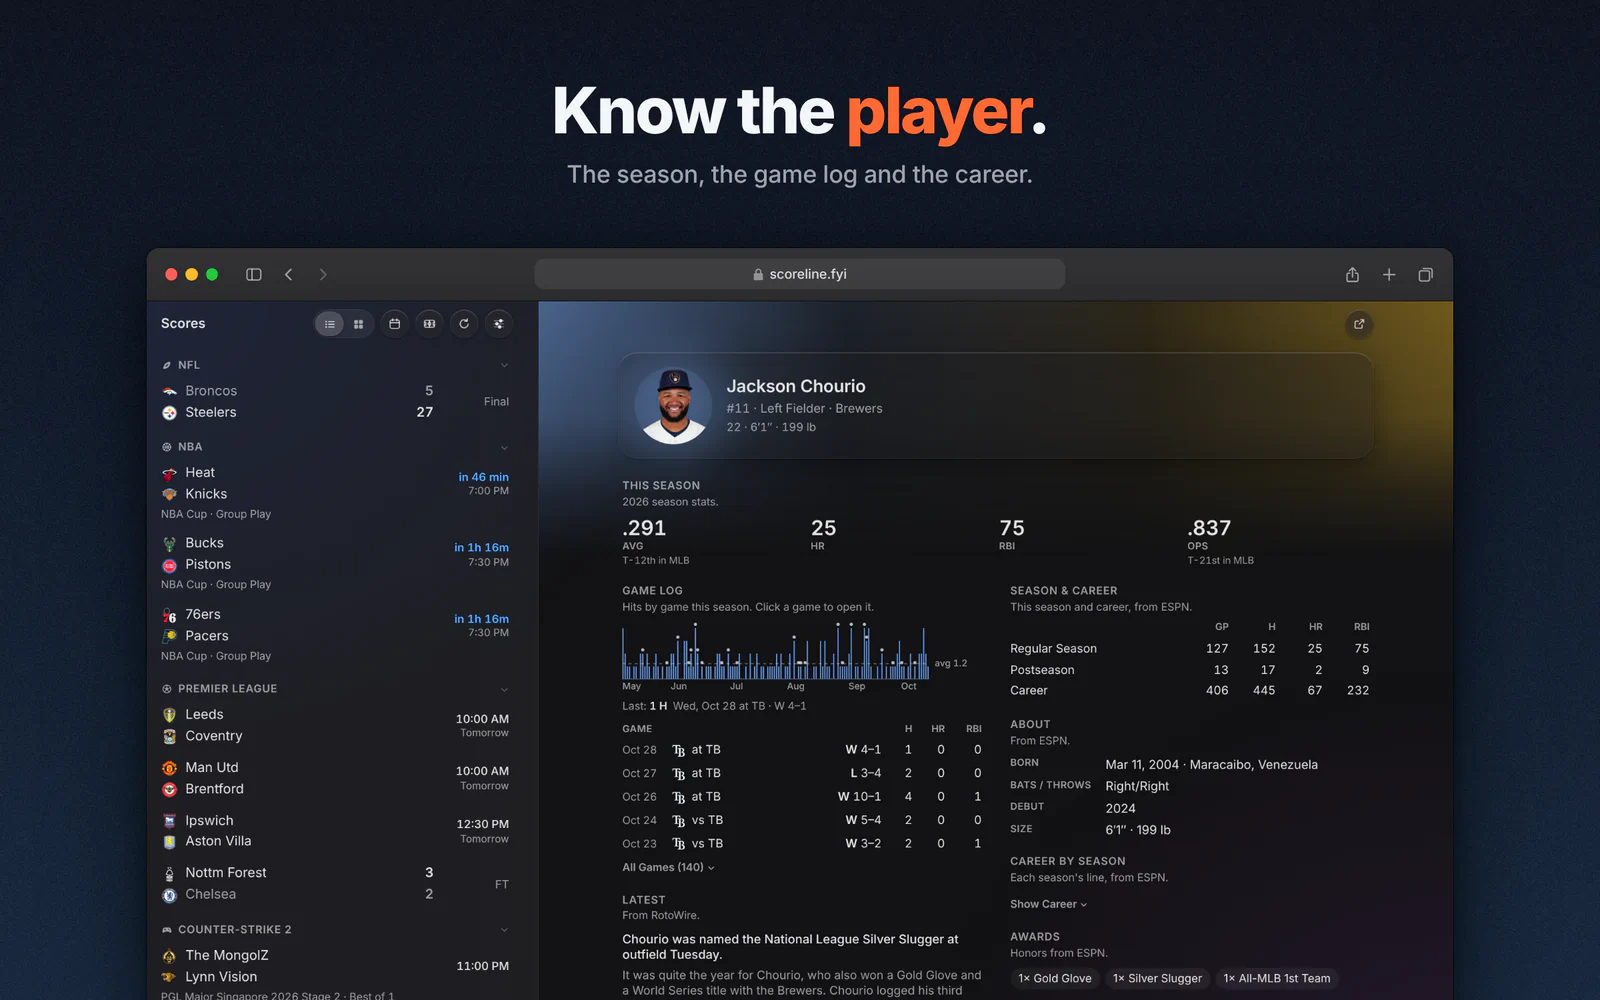 Know the player.
The season, the game log and the career.
scoreline.fyi
Scores
NFL
Broncos 5
Steelers 27
Final
NBA
Heat
Knicks
in 46 min
7:00 PM
NBA Cup · Group Play
Bucks
Pistons
in 1h 16m
7:30 PM
NBA Cup · Group Play
76ers
Pacers
in 1h 16m
7:30 PM
NBA Cup · Group Play
PREMIER LEAGUE
Leeds
Coventry
10:00 AM
Tomorrow
Man Utd
Brentford
10:00 AM
Tomorrow
Ipswich
Aston Villa
12:30 PM
Tomorrow
Nottm Forest 3
Chelsea 2
FT
COUNTER-STRIKE 2
The MongolZ
Lynn Vision
11:00 PM
PGL Major Singapore 2026 Stage 2 · Best of 1
Jackson Chourio
#11 · Left Fielder · Brewers
22 · 6'1" · 199 lb
THIS SEASON
2026 season stats.
.291 25 75 .837
AVG HR RBI OPS
T-12th in MLB T-21st in MLB
GAME LOG
Hits by game this season. Click a game to open it.
avg 1.2
May Jun Jul Aug Sep Oct
Last: 1 H Wed, Oct 28 at TB · W 4–1
GAME H HR RBI
Oct 28 TB at TB W 4–1 1 0 0
Oct 27 TB at TB L 3–4 2 0 0
Oct 26 TB at TB W 10–1 4 0 1
Oct 24 TB vs TB W 5–4 2 0 0
Oct 23 TB vs TB W 3–2 2 0 1
All Games (140)
LATEST
From RotoWire.
Chourio was named the National League Silver Slugger at
outfield Tuesday.
It was quite the year for Chourio, who also won a Gold Glove and
a World Series title with the Brewers. Chourio logged his third
SEASON & CAREER
This season and career, from ESPN.
GP H HR RBI
Regular Season 127 152 25 75
Postseason 13 17 2 9
Career 406 445 67 232
ABOUT
From ESPN.
BORN Mar 11, 2004 · Maracaibo, Venezuela
BATS / THROWS Right/Right
DEBUT 2024
SIZE 6'1" · 199 lb
CAREER BY SEASON
Each season's line, from ESPN.
Show Career
AWARDS
Honors from ESPN.
1× Gold Glove 1× Silver Slugger 1× All-MLB 1st Team